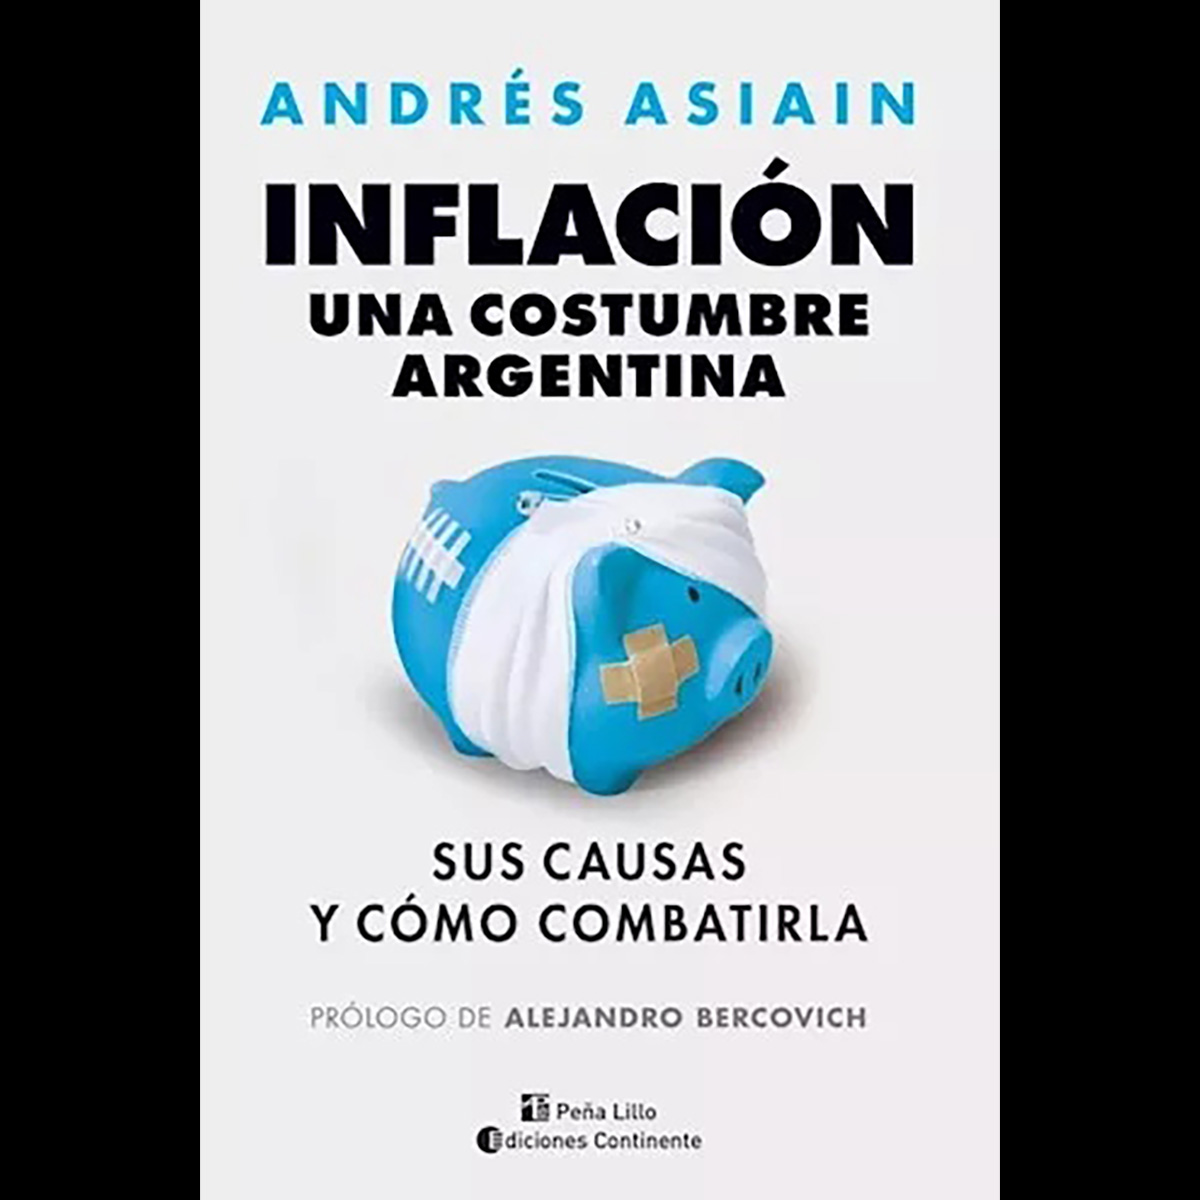 ANDRÉS ASIAIN
INFLACIÓN
UNA COSTUMBRE
ARGENTINA
SUS CAUSAS
Y CÓMO COMBATIRLA
PRÓLOGO DE ALEJANDRO BERCOVICH
Peña Lillo
Ediciones Continente